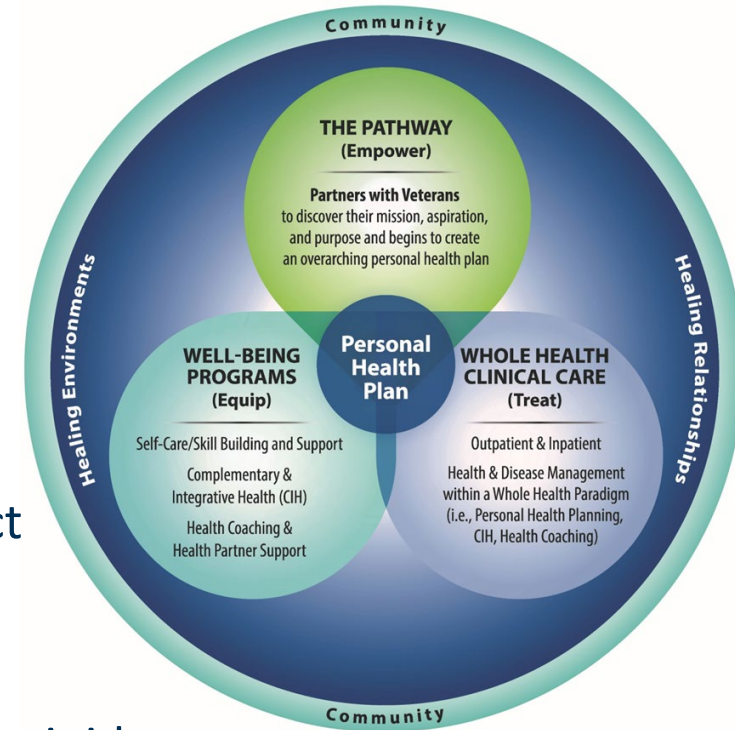 Community
THE PATHWAY
(Empower)
Partners with Veterans
to discover their mission, aspiration,
and purpose and begins to create
an overarching personal health plan
Healing Environments
Healing Relationships
Personal
Health
Plan
WELL-BEING
PROGRAMS
(Equip)
Self-Care/Skill Building and Support
Complementary &
Integrative Health (CIH)
Health Coaching &
Health Partner Support
WHOLE HEALTH
CLINICAL CARE
(Treat)
Outpatient & Inpatient
Health & Disease Management
within a Whole Health Paradigm
(i.e., Personal Health Planning,
CIH, Health Coaching)
ct
Community